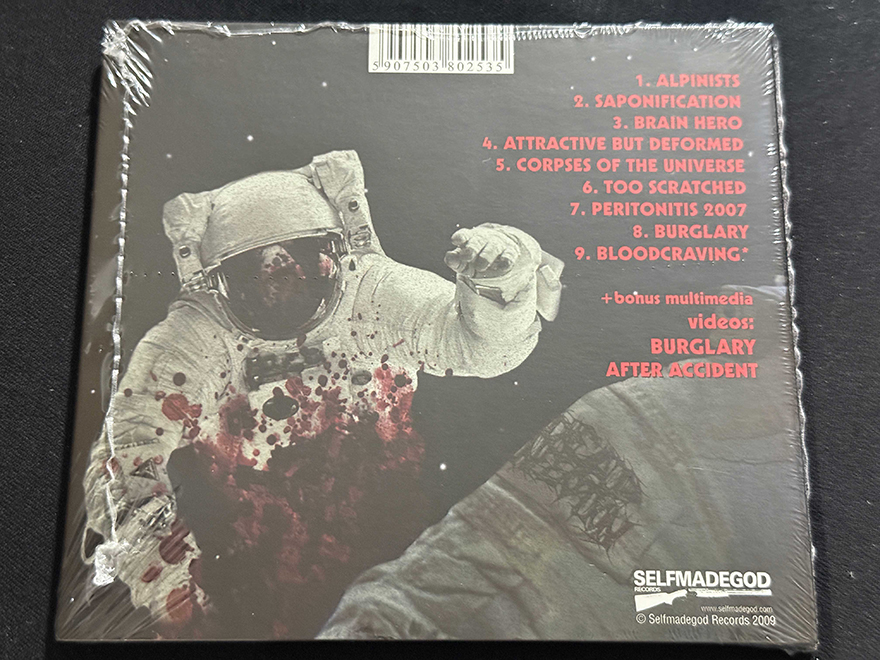 5907503 802535
1. ALPINISTS
2. SAPONIFICATION
3. BRAIN HERO
4. ATTRACTIVE BUT DEFORMED
5. CORPSES OF THE UNIVERSE
6. TOO SCRATCHED
7. PERITONITIS 2007
8. BURGLARY
9. BLOODCRAVING*
+bonus multimedia
videos:
BURGLARY
AFTER ACCIDENT
SELFMADEGOD
RECORDS
www.selfmadegod.com
© Selfmadegod Records 2009